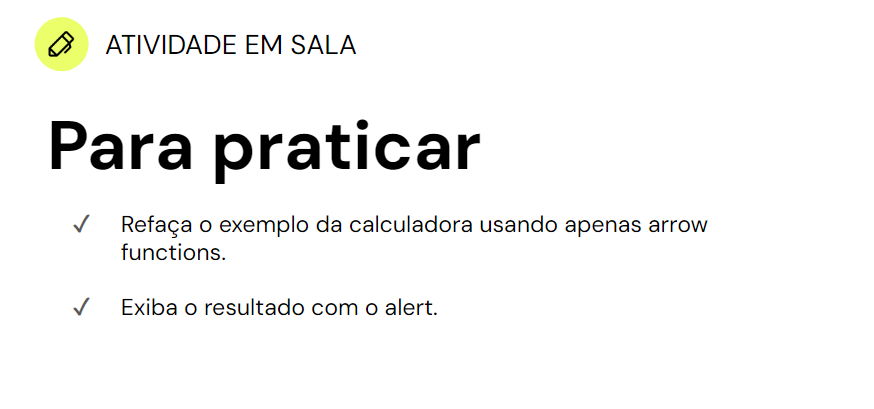 ATIVIDADE EM SALA
Para praticar
✓ Refaça o exemplo da calculadora usando apenas arrow
functions.
✓ Exiba o resultado com o alert.